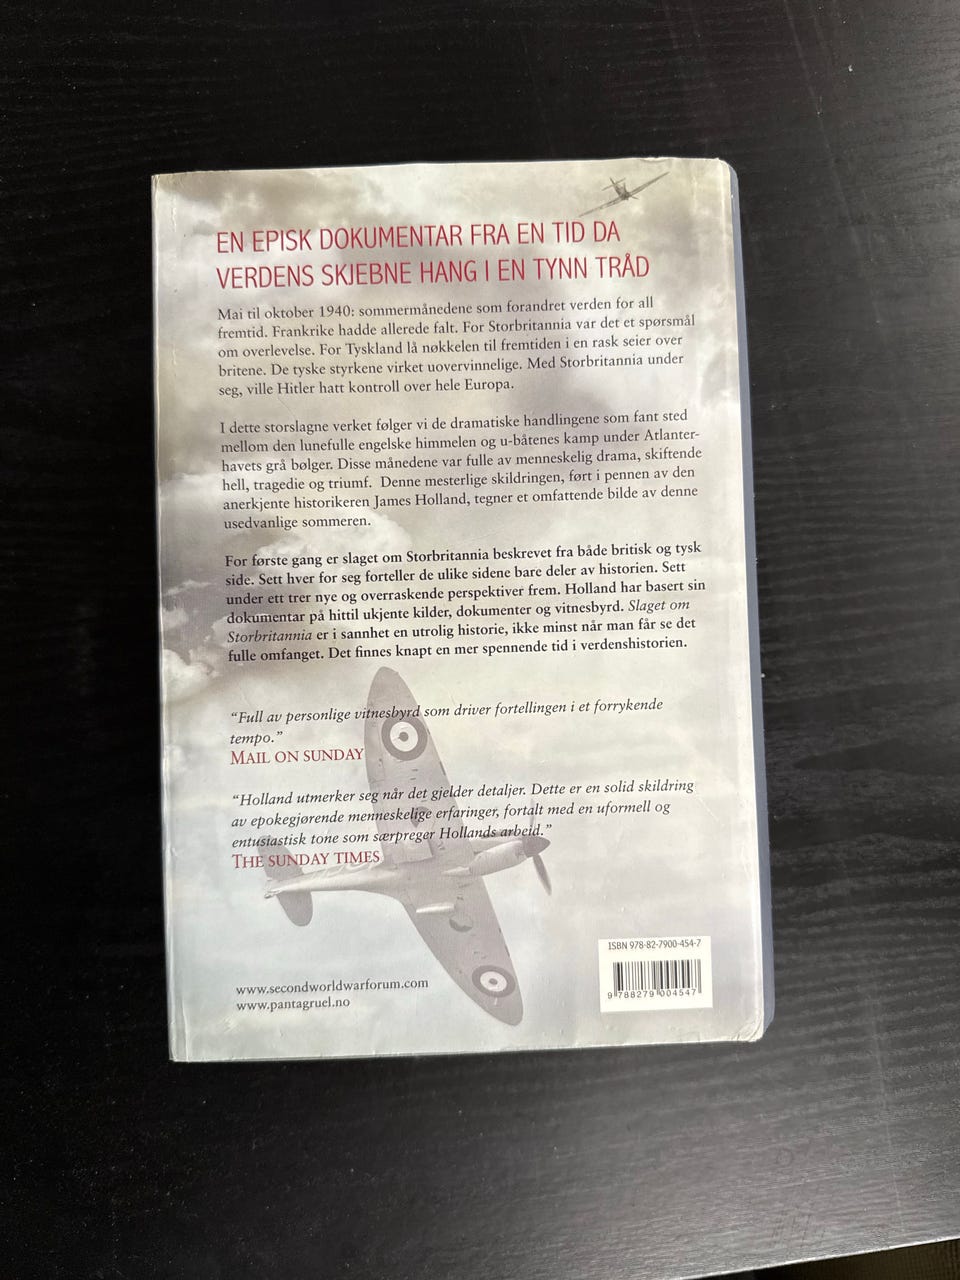 EN EPISK DOKUMENTAR FRA EN TID DA
VERDENS SKJEBNE HANG I EN TYNN TRÅD
Mai til oktober 1940: sommermånedene som forandret verden for all
fremtid. Frankrike hadde allerede falt. For Storbritannia var det et spørsmål
om overlevelse. For Tyskland lå nøkkelen til fremtiden i en rask seier over
britene. De tyske styrkene virket uovervinnelige. Med Storbritannia under
seg, ville Hitler hatt kontroll over hele Europa.
I dette storslagne verket følger vi de dramatiske handlingene som fant sted
mellom den lunefulle engelske himmelen og u-båtenes kamp under Atlanter-
havets grå bølger. Disse månedene var fulle av menneskelig drama, skiftende
hell, tragedie og triumf. Denne mesterlige skildringen, ført i pennen av den
anerkjente historikeren James Holland, tegner et omfattende bilde av denne
usedvanlige sommeren.
For første gang er slaget om Storbritannia beskrevet fra både britisk og tysk
side. Sett hver for seg forteller de ulike sidene bare deler av historien. Sett
under ett trer nye og overraskende perspektiver frem. Holland har basert sin
dokumentar på hittil ukjente kilder, dokumenter og vitnesbyrd. Slaget om
Storbritannia er i sannhet en utrolig historie, ikke minst når man får se det
fulle omfanget. Det finnes knapt en mer spennende tid i verdenshistorien.
“Full av personlige vitnesbyrd som driver fortellingen i et forrykende
tempo.”
MAIL ON SUNDAY
“Holland utmerker seg når det gjelder detaljer. Dette er en solid skildring
av epokegjørende menneskelige erfaringer, fortalt med en uformell og
entusiastisk tone som særpreger Hollands arbeid.”
THE SUNDAY TIMES
www.secondworldwarforum.com
www.pantagruel.no
ISBN 978-82-7900-454-7
9 788279 004547